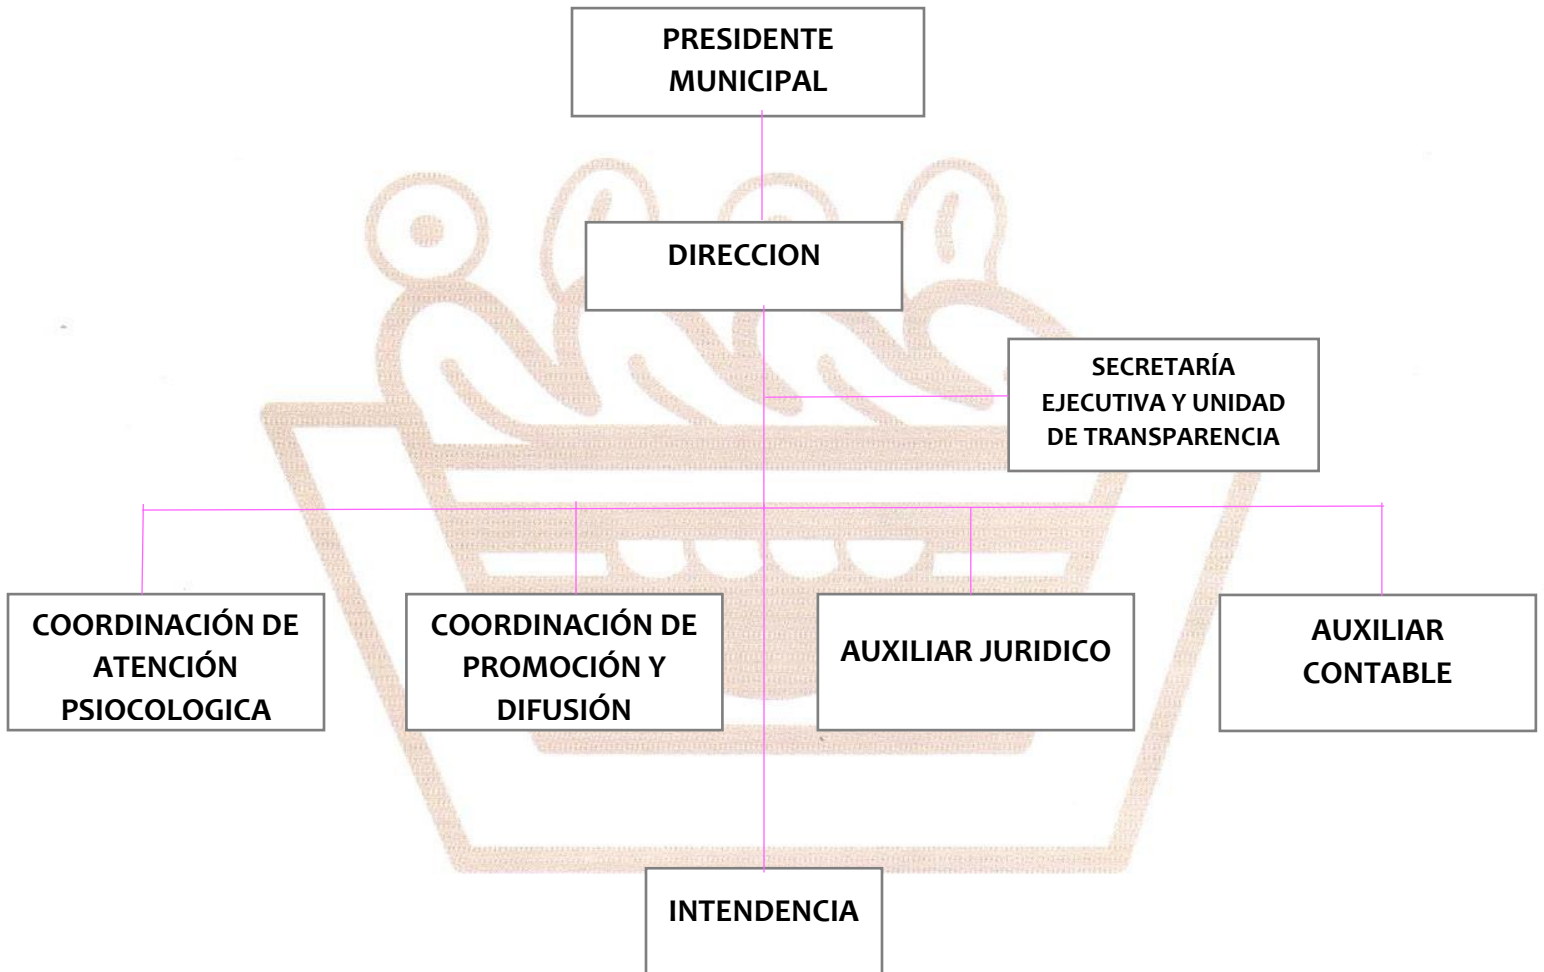 PRESIDENTE
MUNICIPAL
DIRECCION
SECRETARÍA
EJECUTIVA Y UNIDAD
DE TRANSPARENCIA
COORDINACIÓN DE
ATENCIÓN
PSIOCOLOGICA
COORDINACIÓN DE
PROMOCIÓN Y
DIFUSIÓN
AUXILIAR JURIDICO
AUXILIAR
CONTABLE
INTENDENCIA